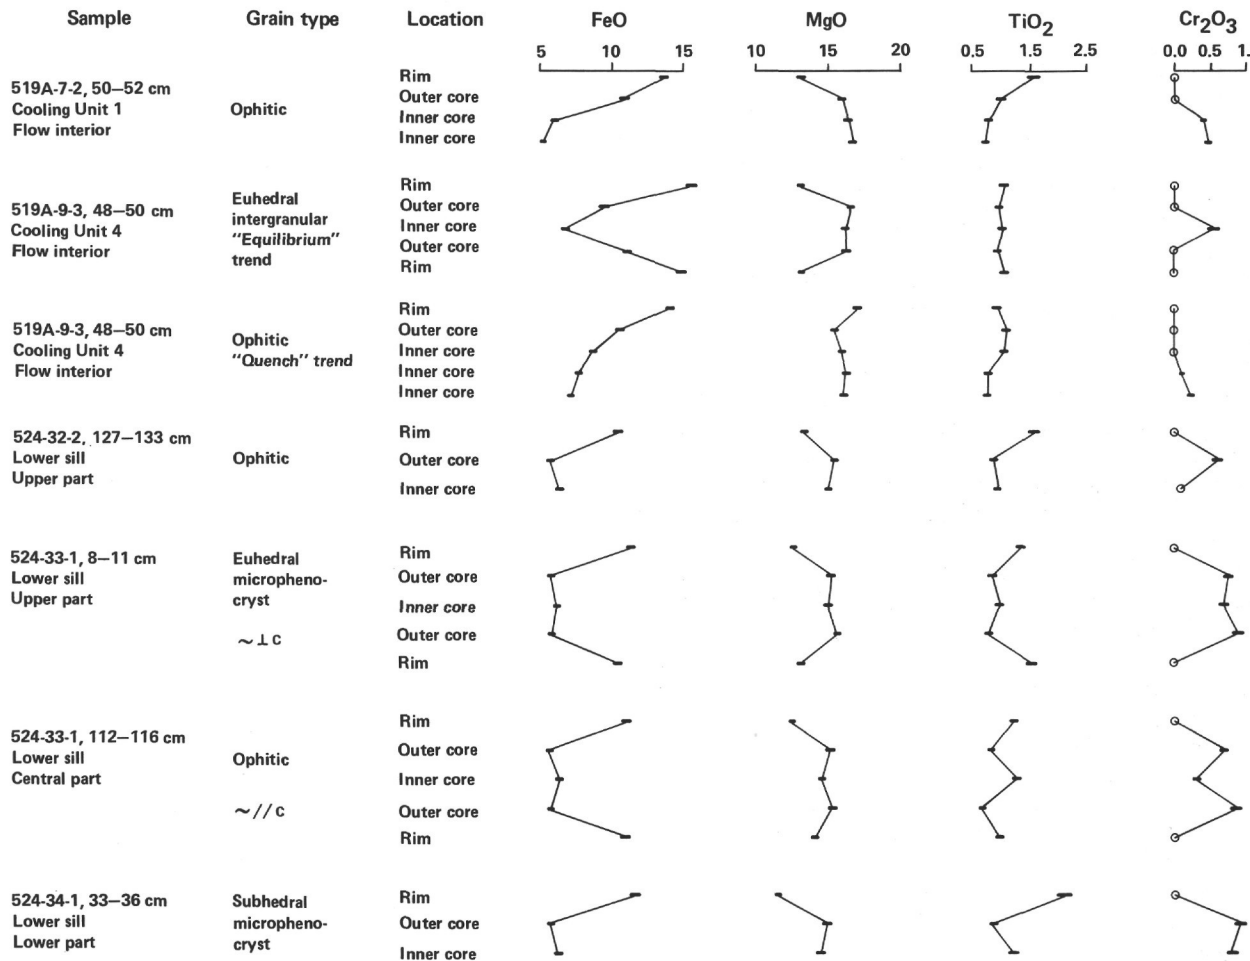 Sample Grain type Location FeO MgO TiO2 Cr2O3
5 10 15 10 15 20 0.5 1.5 2.5 0.0 0.5 1.
519A-7-2, 50–52 cm
Cooling Unit 1
Flow interior
Ophitic
Rim
Outer core
Inner core
Inner core
519A-9-3, 48–50 cm
Cooling Unit 4
Flow interior
Euhedral
intergranular
"Equilibrium"
trend
Rim
Outer core
Inner core
Outer core
Rim
519A-9-3, 48–50 cm
Cooling Unit 4
Flow interior
Ophitic
"Quench" trend
Rim
Outer core
Inner core
Inner core
Inner core
524-32-2, 127–133 cm
Lower sill
Upper part
Ophitic
Rim
Outer core
Inner core
524-33-1, 8–11 cm
Lower sill
Upper part
Euhedral
micropheno-
cryst
~⊥c
Rim
Outer core
Inner core
Outer core
Rim
524-33-1, 112–116 cm
Lower sill
Central part
Ophitic
~//c
Rim
Outer core
Inner core
Outer core
Rim
524-34-1, 33–36 cm
Lower sill
Lower part
Subhedral
micropheno-
cryst
Rim
Outer core
Inner core